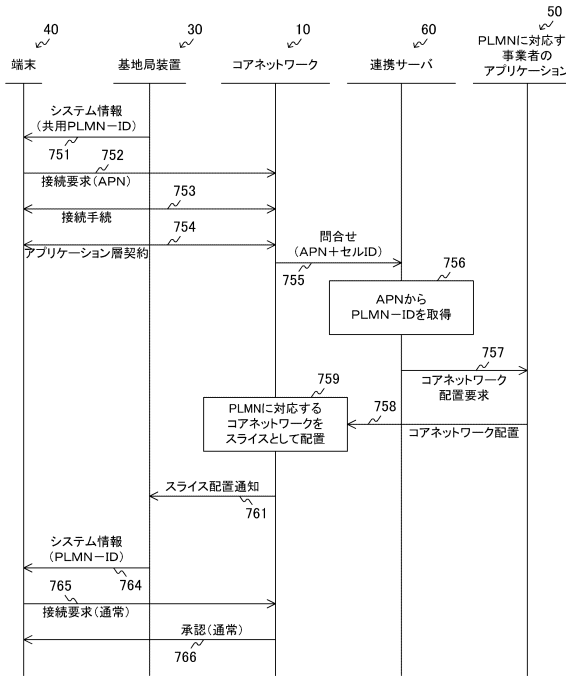 40
30
10
60
50
端末
基地局装置
コアネットワーク
連携サーバ
PLMNに対応す
事業者の
アプリケーション
システム情報
(共用PLMN-ID)
751
752
接続要求(APN)
753
接続手続
754
アプリケーション層契約
問合せ
(APN+セルID)
755
756
APNから
PLMN-IDを取得
757
コアネットワーク
配置要求
759
PLMNに対応する
コアネットワークを
スライスとして配置
758
コアネットワーク配置
スライス配置通知
761
システム情報
(PLMN-ID)
764
765
接続要求(通常)
承認(通常)
766